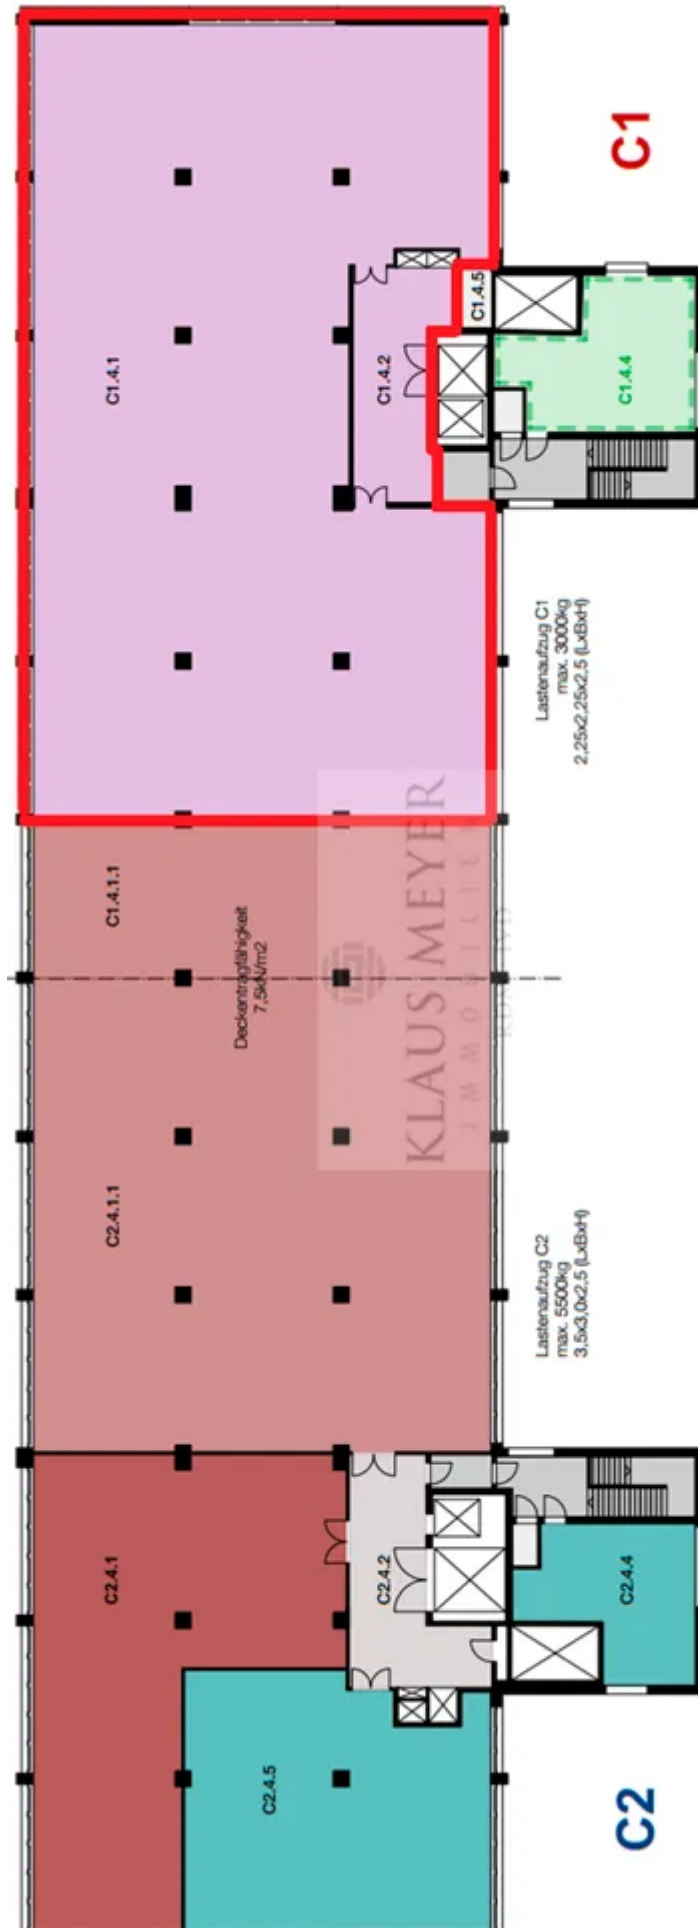 C1
C1.4.5
C1.4.1
C1.4.2
C1.4.4
Lastenaufzug C1
max. 3000kg
2,25x2,25x2,5 (LxBxH)
C1.4.1.1
Deckentragfähigkeit
7,5kN/m2
KLAUS MEYER
IMMOBILIEN
RDM IVD
C2.4.1.1
Lastenaufzug C2
max. 5500kg
3,5x3,0x2,5 (LxBxH)
C2.4.1
C2.4.2
C2.4.4
C2.4.5
C2